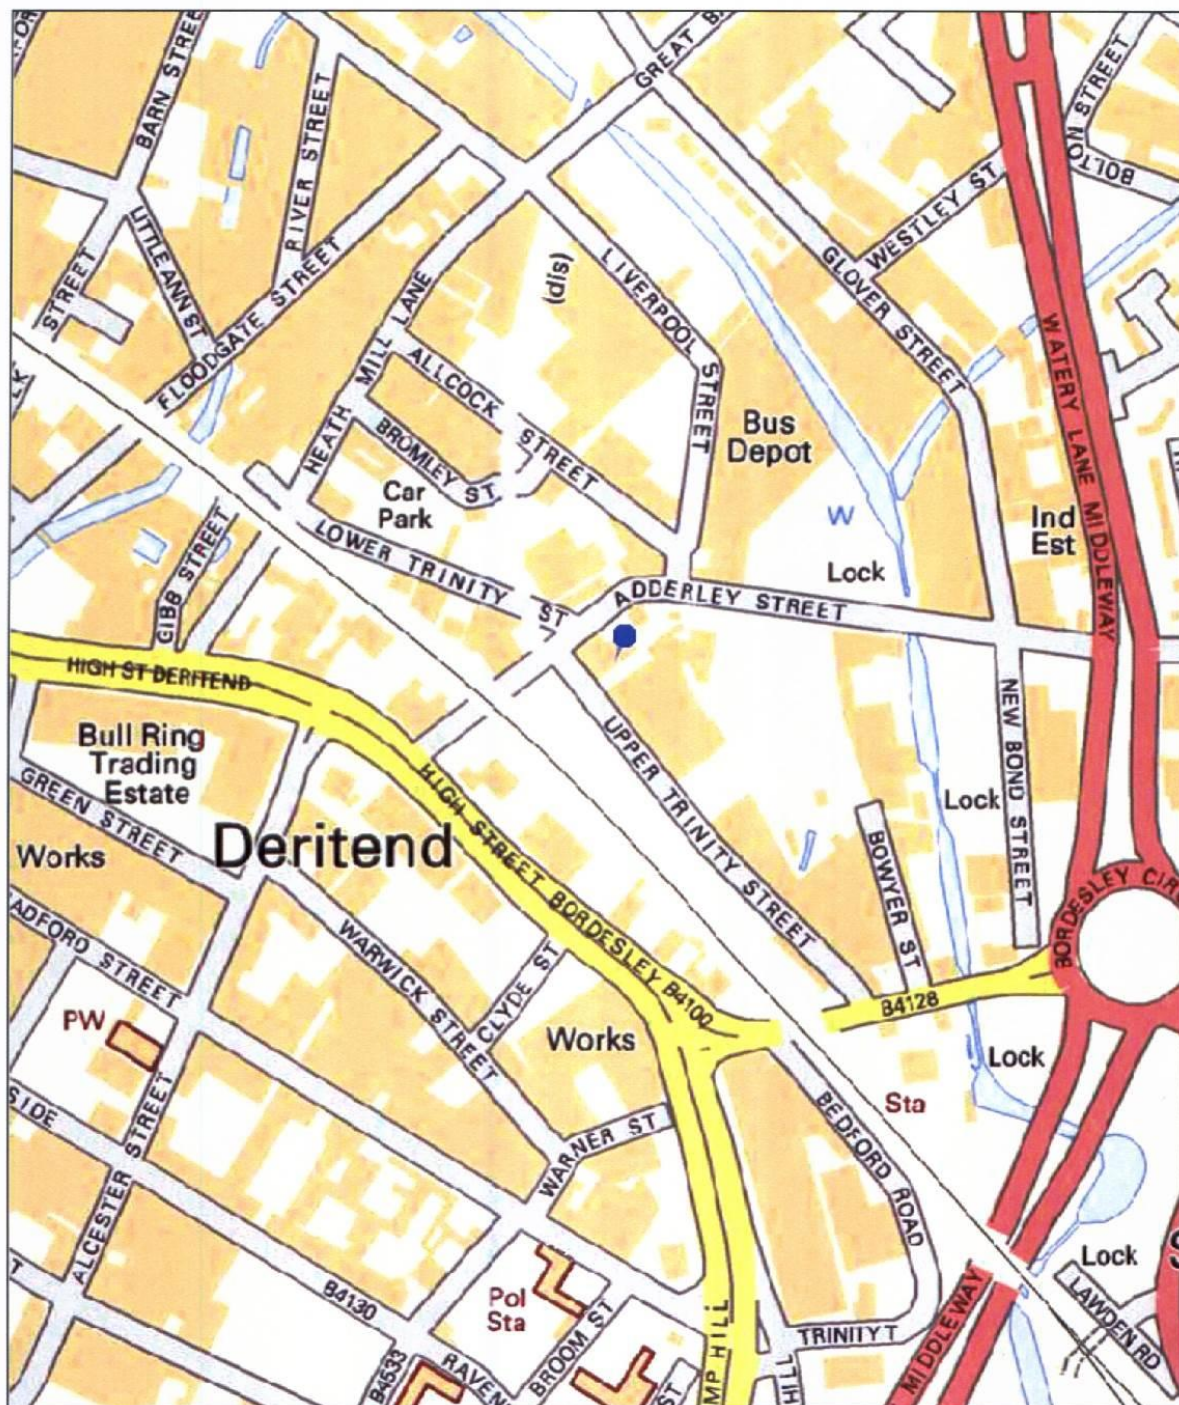 GREAT B
BARN STREE
RIVER STREET
BOLTON STREET
BOLTON
WESTLEY ST
LITTLE ANN ST
STREET
FLOODGATE STREET
(dis)
LIVERPOOL STREET
GLOVER STREET
WATERY LANE MIDDLEWAY
HEATH MILL LANE
ALLCOCK STREET
BROMLEY ST
Car
Park
Bus
Depot
W
Lock
Ind
Est
LOWER TRINITY ST
GIBB STREET
ADDERLEY STREET
HIGH ST DERITEND
Bull Ring
Trading
Estate
GREEN STREET
Works
Deritend
HIGH STREET BORDESLEY B4100
UPPER TRINITY STREET
NEW BOND STREET
Lock
BOWYER ST
BORDESLEY CIR
B4128
ADFORD STREET
WARWICK STREET
CLYDE ST
Works
PW
Lock
Sta
SIDE
ALCESTER STREET
WARNER ST
BEDFORD ROAD
Lock
LAWDEN RD
B4130
Pol
Sta
BROOM ST
B4533
RAVEN
ST
MP HILL
HILL
TRINITY T
MIDDLEWAY
S